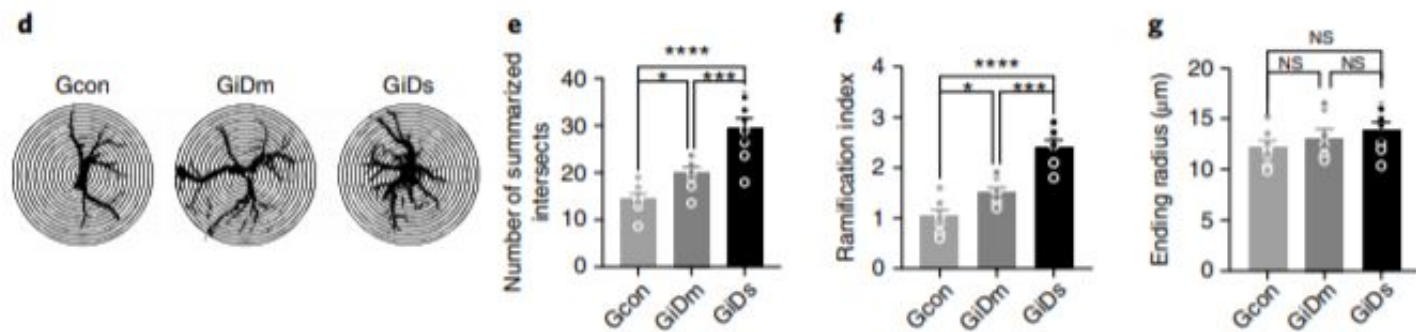 d
Gcon
GiDm
GiDs
e
Number of summarized
intersects
40
30
20
10
0
****
*
***
Gcon
GiDm
GiDs
f
Ramification index
4
3
2
1
0
****
*
***
Gcon
GiDm
GiDs
g
Ending radius (μm)
20
15
10
5
0
NS
NS
NS
Gcon
GiDm
GiDs